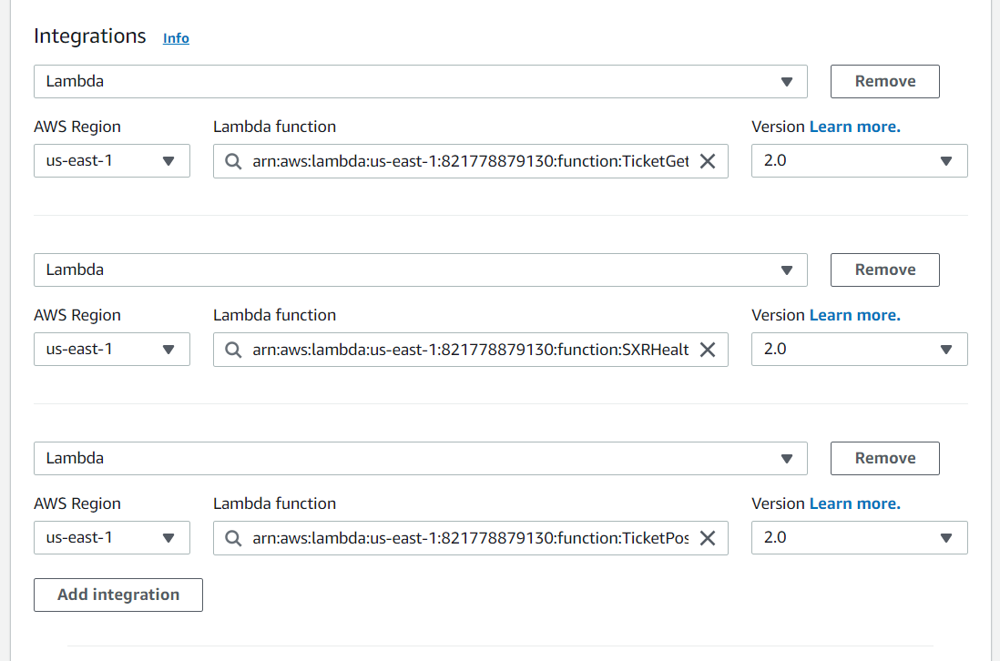 Integrations Info
Lambda Remove
AWS Region Lambda function Version Learn more.
us-east-1 arn:aws:lambda:us-east-1:821778879130:function:TicketGet 2.0
Lambda Remove
AWS Region Lambda function Version Learn more.
us-east-1 arn:aws:lambda:us-east-1:821778879130:function:SXRHealt 2.0
Lambda Remove
AWS Region Lambda function Version Learn more.
us-east-1 arn:aws:lambda:us-east-1:821778879130:function:TicketPos 2.0
Add integration